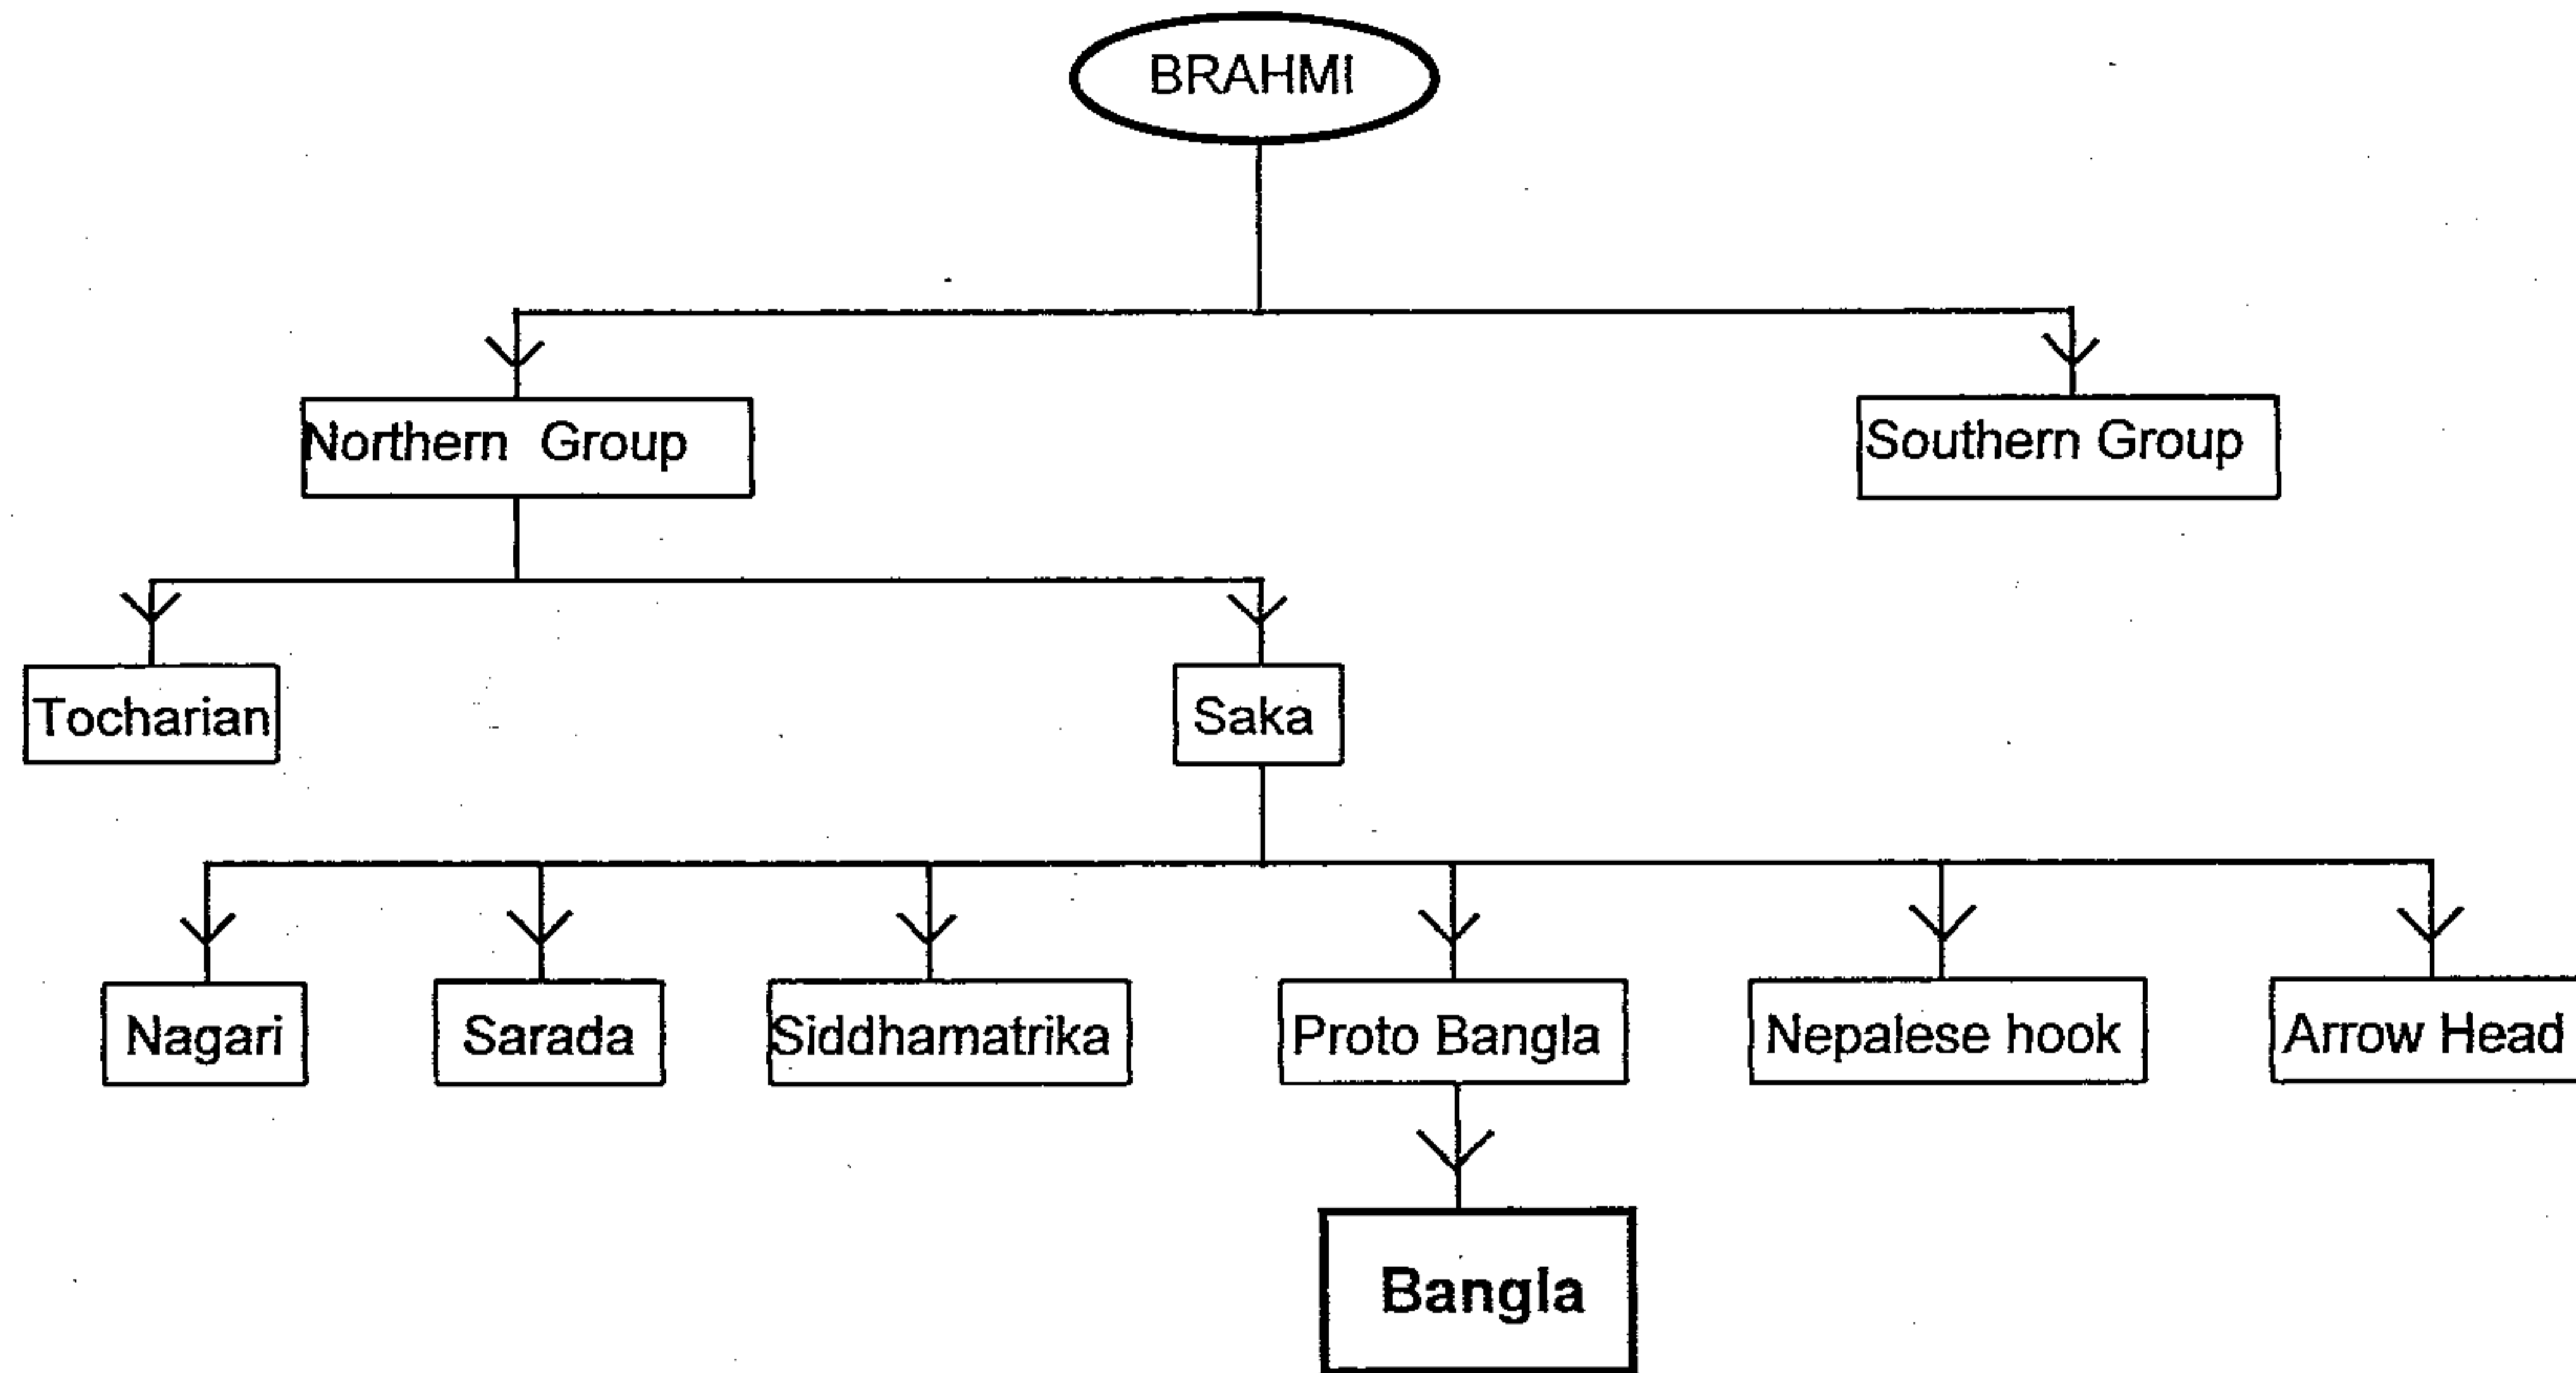 BRAHMI
Northern Group
Southern Group
Tocharian
Saka
Nagari
Sarada
Siddhamatrika
Proto Bangla
Nepalese hook
Arrow Head
Bangla